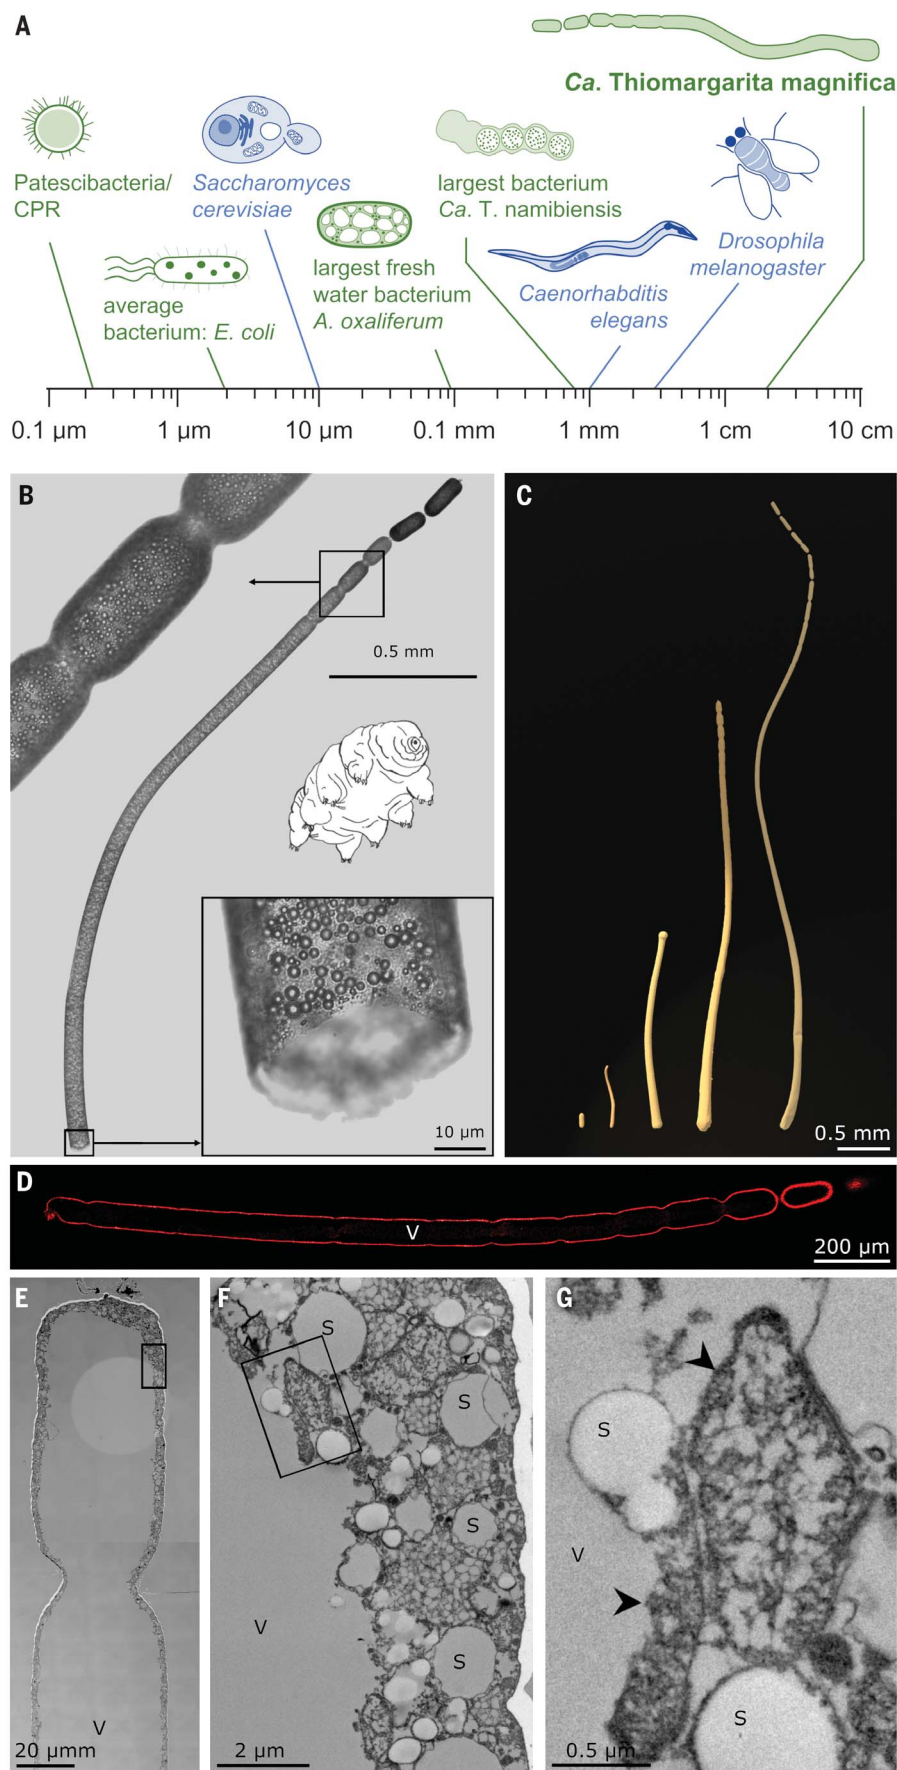 A
Ca. Thiomargarita magnifica
Patescibacteria/
CPR
Saccharomyces
cerevisiae
largest bacterium
Ca. T. namibiensis
Drosophila
melanogaster
average
bacterium: E. coli
largest fresh
water bacterium
A. oxaliferum
Caenorhabditis
elegans
0.1 µm
1 µm
10 µm
0.1 mm
1 mm
1 cm
10 cm
B
0.5 mm
10 µm
C
0.5 mm
D
V
200 µm
E
V
20 µmm
F
S
S
S
V
S
2 µm
G
S
V
S
0.5 µm